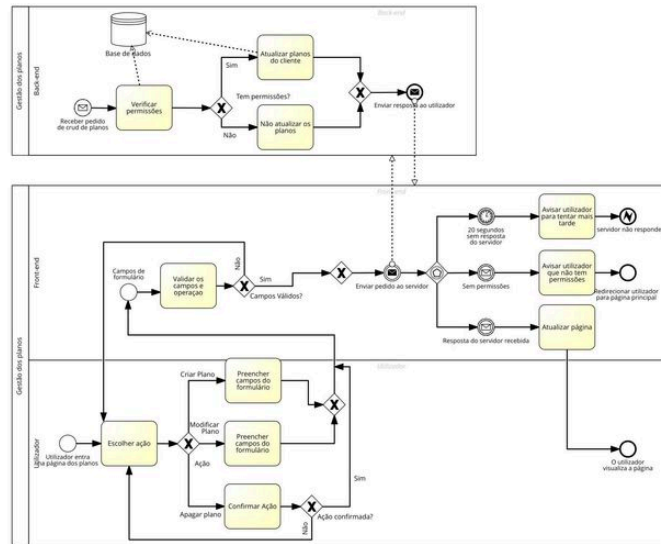 Back-end
Gestão dos planos
Back-end
Base de dados
Atualizar planos
do cliente
Sim
Verificar
permissões
Tem permissões?
Receber pedido
de crud de planos
Não
Não atualizar os
planos
Enviar resposta ao utilizador
Gestão dos planos
Front-end
Avisar utilizador
para tentar mais
tarde
20 segundos
sem resposta
do servidor
servidor não responde
Não
Sim
Campos de
formulário
Validar os
campos e
operaçao
Campos Válidos?
Enviar pedido ao servidor
Sem permissões
Avisar utilizador
que não tem
permissões
Redirecionar utilizador
para página principal
Resposta do servidor recebida
Atualizar página
Utilizador
Criar Plano
Preencher
campos do
formulário
Modificar
Plano
Preencher
campos do
formulário
Escolher ação
Ação
Utilizador entra
na página dos planos
Sim
Apagar plano
Confirmar Ação
Ação confirmada?
Não
O utilizador
visualiza a página